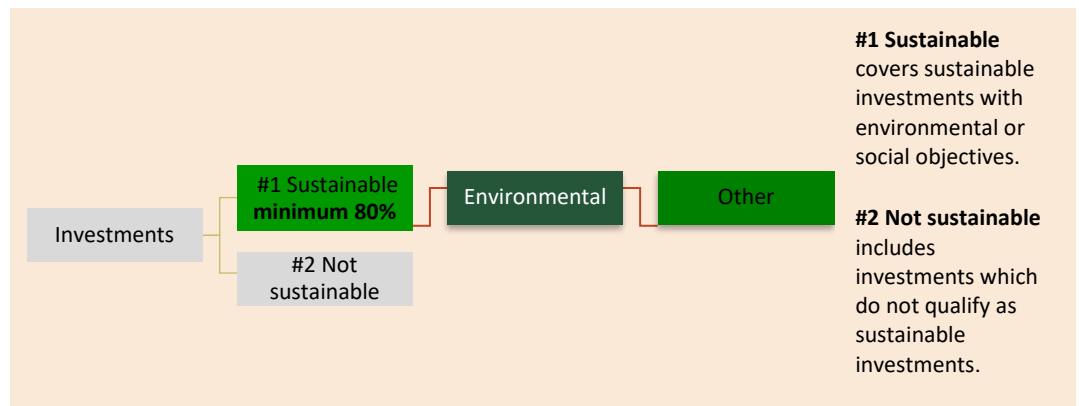 Investments
#1 Sustainable
minimum 80%
#2 Not
sustainable
Environmental
Other
#1 Sustainable
covers sustainable
investments with
environmental or
social objectives.
#2 Not sustainable
includes
investments which
do not qualify as
sustainable
investments.